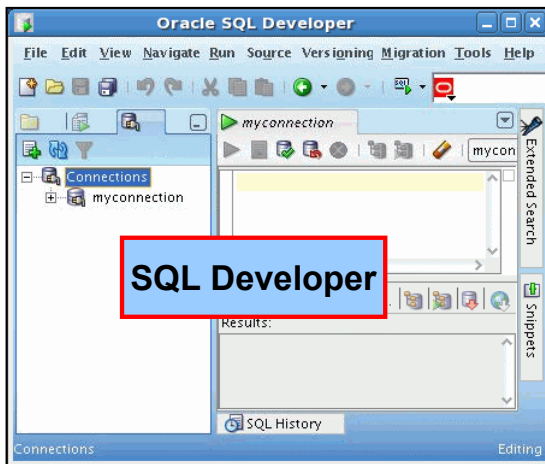 Oracle SQL Developer
File Edit View Navigate Run Source Versioning Migration Tools Help
SQL
myconnection
mycon
Connections
myconnection
SQL Developer
Results:
SQL History
Extended Search
Snippets
Connections
Editing